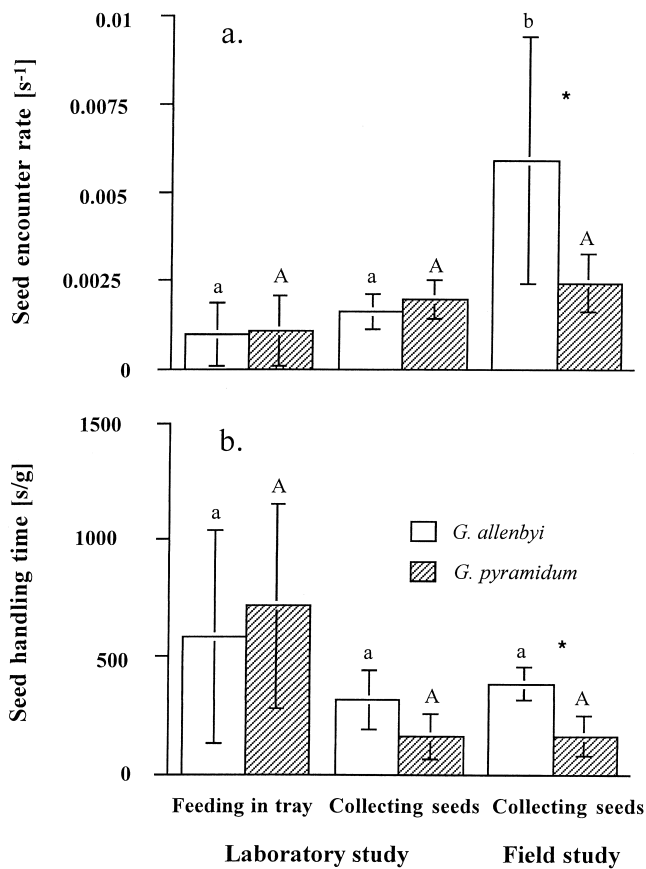 a.
Seed encounter rate [s⁻¹]
0.01
0.0075
0.005
0.0025
0
a
A
a
A
b
*
A
b.
Seed handling time [s/g]
1500
1000
500
0
a
A
a
A
a
*
A
G. allenbyi
G. pyramidum
Feeding in tray Collecting seeds Collecting seeds
Laboratory study Field study